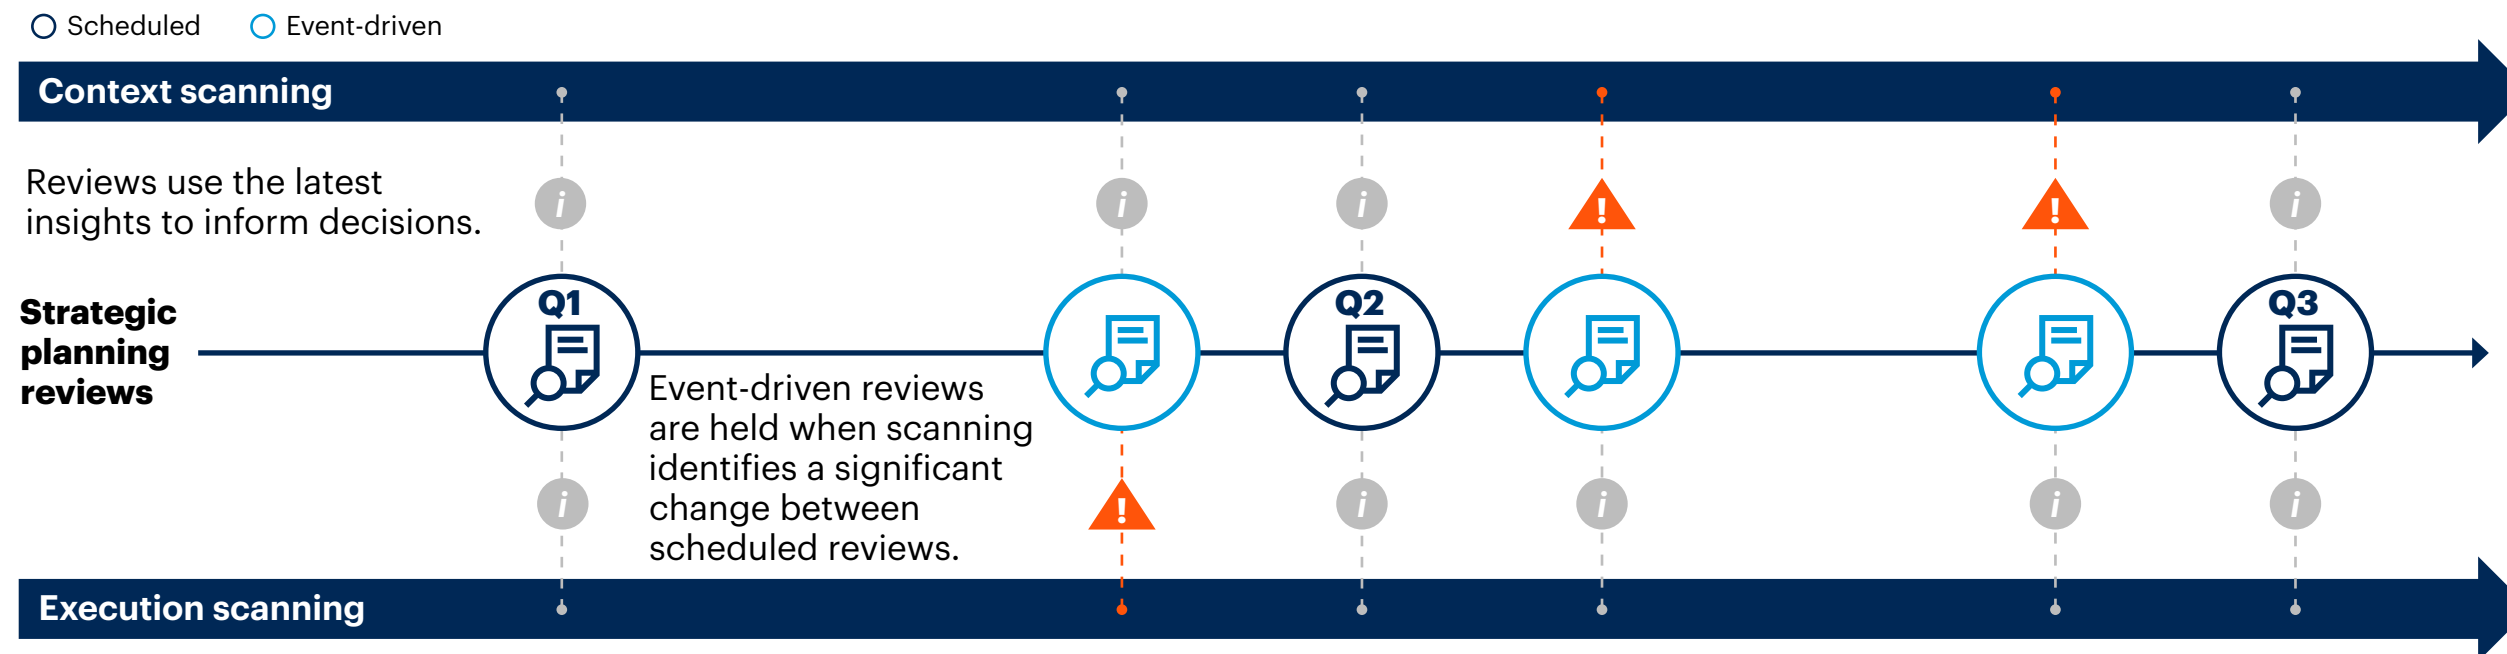 Scheduled
Event-driven
Context scanning
Reviews use the latest
insights to inform decisions.
Strategic
planning
reviews
Q1
Q2
Q3
Event-driven reviews
are held when scanning
identifies a significant
change between
scheduled reviews.
i
i
i
!
!
i
i
!
i
i
i
i
Execution scanning